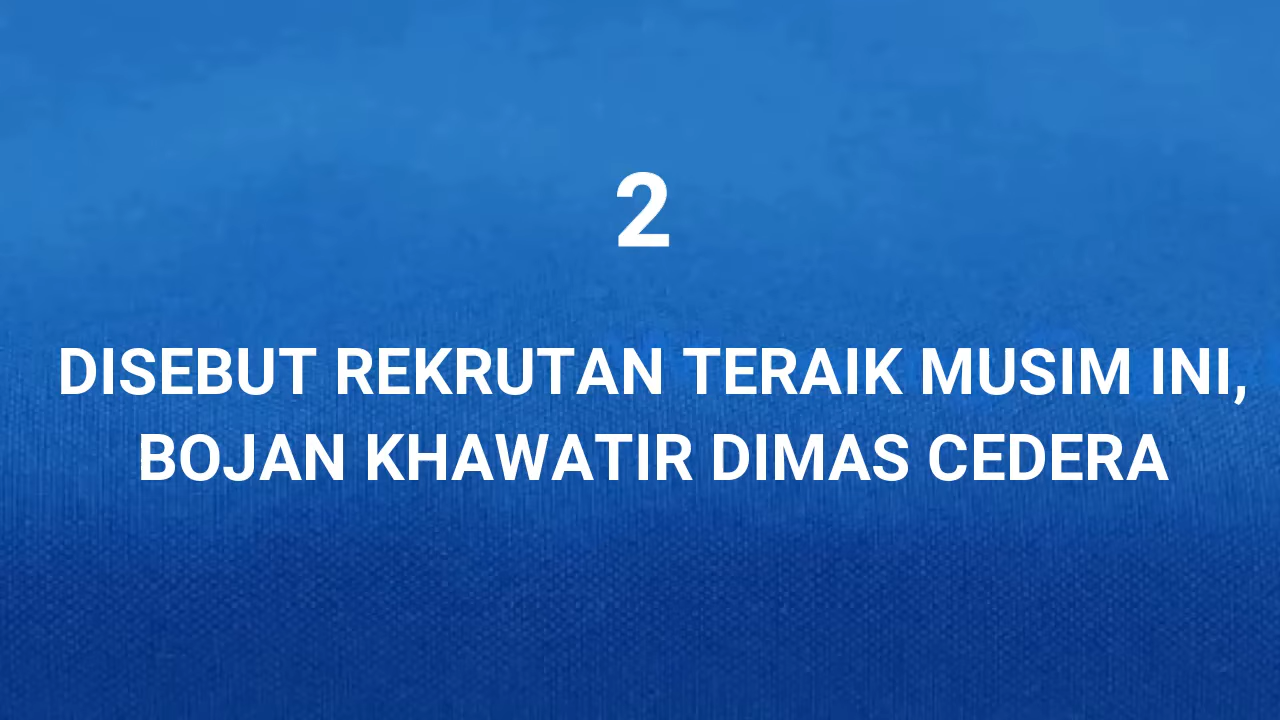 2
DISEBUT REKRUTAN TERAIK MUSIM INI,
BOJAN KHAWATIR DIMAS CEDERA